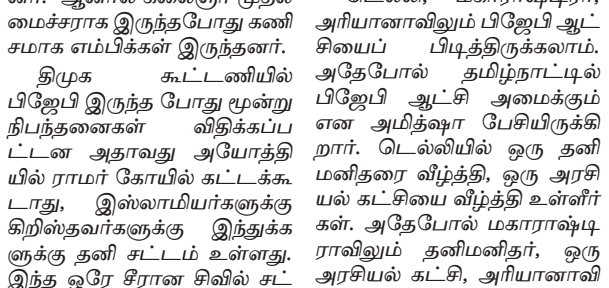 மைச்சராக இருந்தபோது கணி
சமாக எம்பிக்கள் இருந்தனர்.
திமுக கூட்டணியில்
பிஜேபி இருந்த போது மூன்று
நிபந்தனைகள் விதிக்கப்ப
ட்டன அதாவது அயோத்தி
யில் ராமர் கோயில் கட்டக்கூ
டாது, இஸ்லாமியர்களுக்கு
கிறிஸ்தவர்களுக்கு இந்துக்க
ளுக்கு தனி சட்டம் உள்ளது.
இந்த ஒரே சீரான சிவில் சட்
அரியானாவிலும் பிஜேபி ஆட்
சியைப் பிடித்திருக்கலாம்.
அதேபோல் தமிழ்நாட்டில்
பிஜேபி ஆட்சி அமைக்கும்
என அமித்ஷா பேசியிருக்கி
றார். டெல்லியில் ஒரு தனி
மனிதரை வீழ்த்தி, ஒரு அரசி
யல் கட்சியை வீழ்த்தி உள்ளீர்
கள். அதேபோல் மகாராஷ்டி
ராவிலும் தனிமனிதர், ஒரு
அரசியல் கட்சி, அரியானாவி